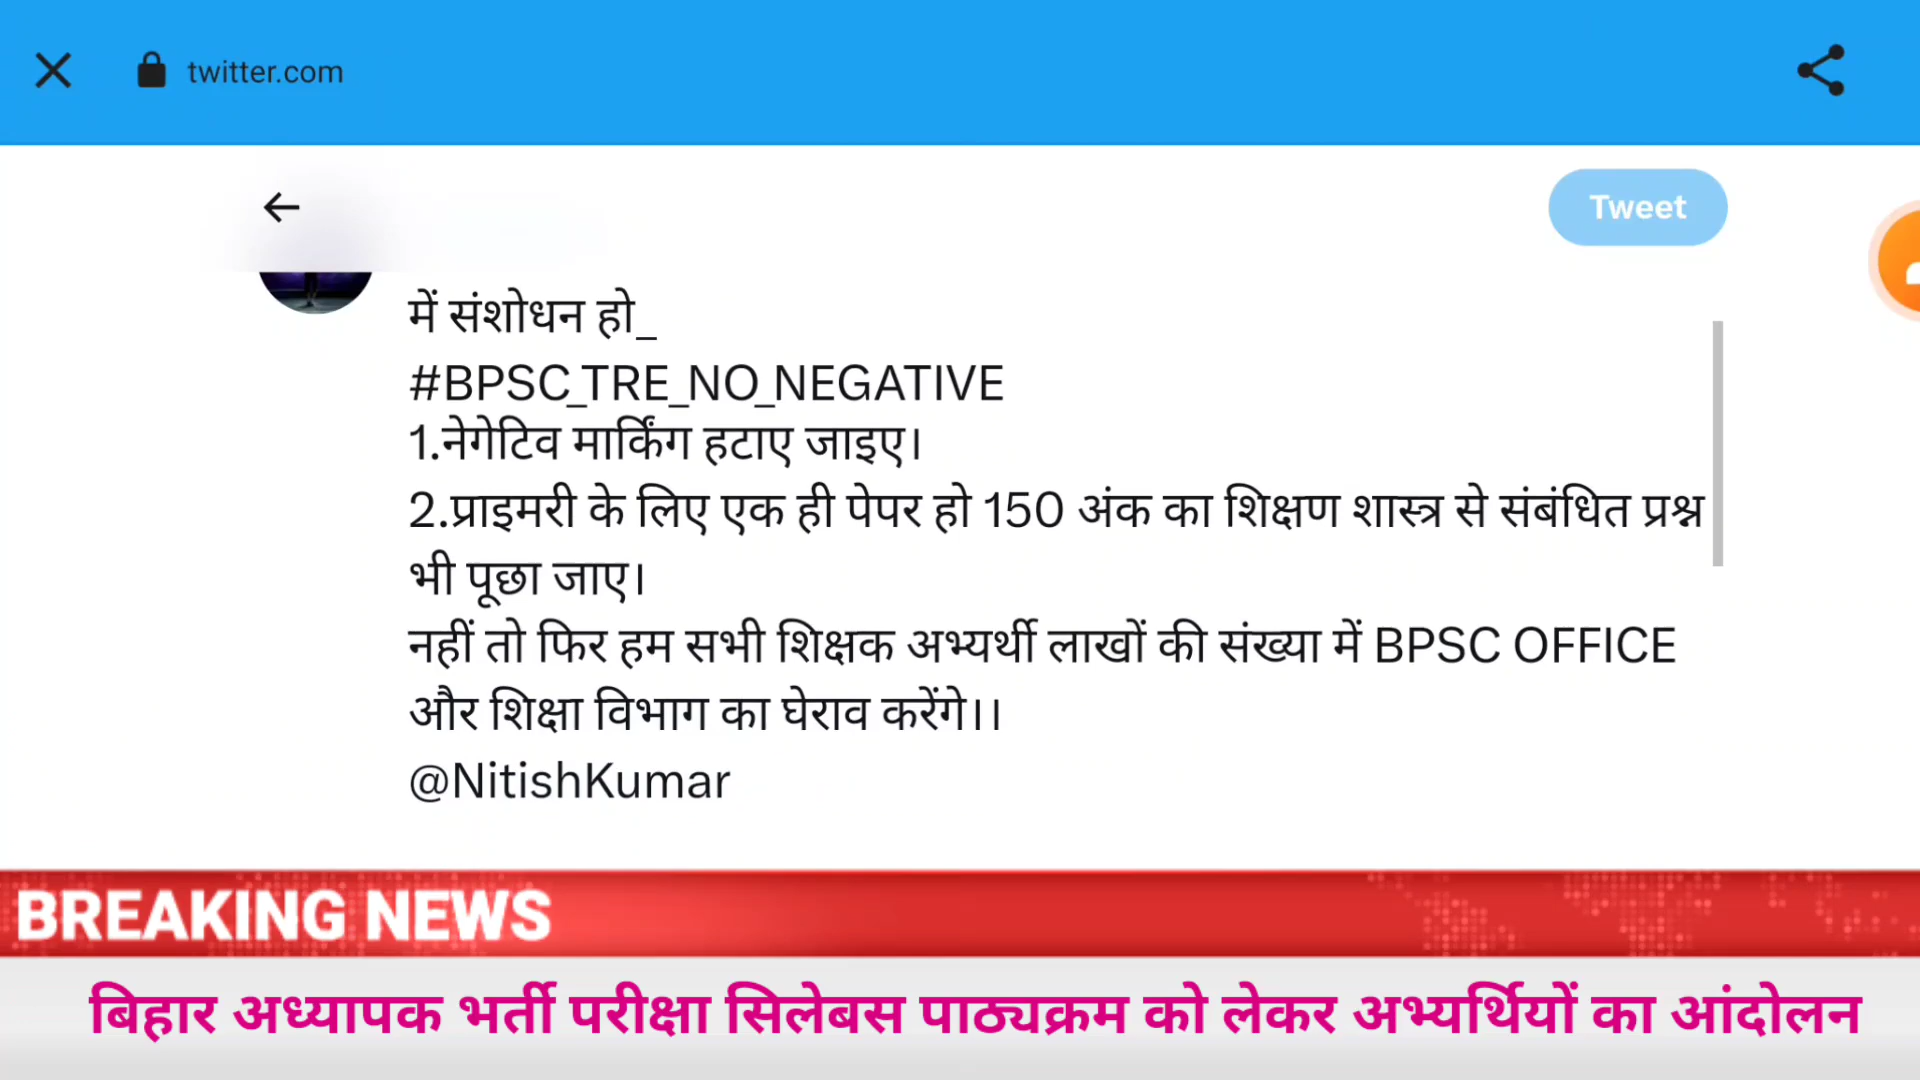 twitter.com
Tweet
में संशोधन हो_
#BPSC_TRE_NO_NEGATIVE
1.नेगेटिव मार्किंग हटाए जाइए।
2.प्राइमरी के लिए एक ही पेपर हो 150 अंक का शिक्षण शास्त्र से संबंधित प्रश्न
भी पूछा जाए।
नहीं तो फिर हम सभी शिक्षक अभ्यर्थी लाखों की संख्या में BPSC OFFICE
और शिक्षा विभाग का घेराव करेंगे।।
@NitishKumar
BREAKING NEWS
बिहार अध्यापक भर्ती परीक्षा सिलेबस पाठ्यक्रम को लेकर अभ्यर्थियों का आंदोलन